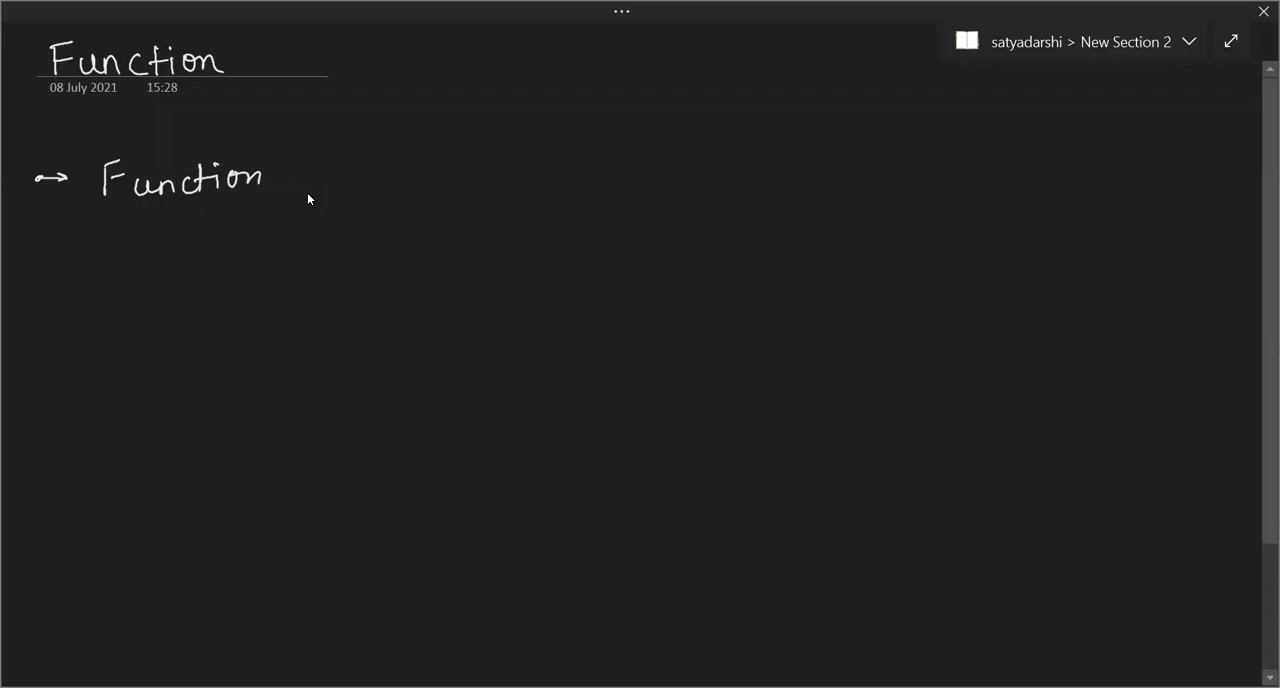 satyadarshi > New Section 2
Function
08 July 2021 15:28
→ Function